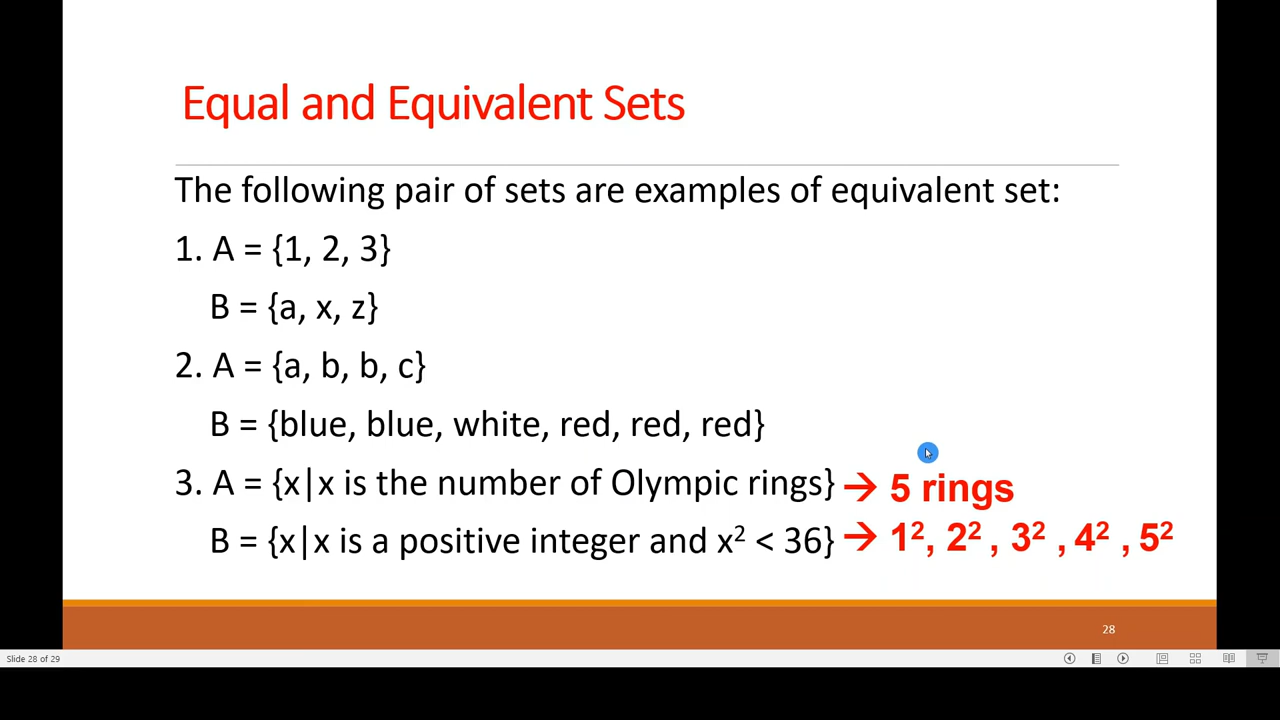 Equal and Equivalent Sets
The following pair of sets are examples of equivalent set:
1. A = {1, 2, 3}
B = {a, x, z}
2. A = {a, b, b, c}
B = {blue, blue, white, red, red, red}
3. A = {x|x is the number of Olympic rings} → 5 rings
B = {x|x is a positive integer and x² < 36} → 1², 2² , 3² , 4² , 5²
28
Slide 28 of 29